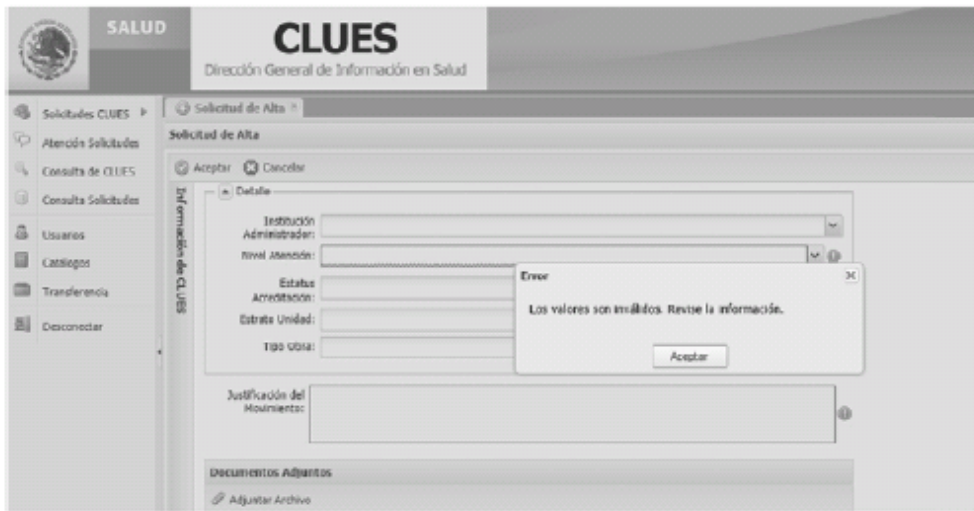 SALUD
CLUES
Dirección General de Información en Salud
Solicitudes CLUES
Atención Solicitudes
Consulta de CLUES
Consulta Solicitudes
Usuarios
Catálogos
Transferencia
Desconectar
Solicitud de Alta
Solicitud de Alta
Aceptar Cancelar
Información de CLUES
Detalle
Institución
Administrador:
Nivel Atención:
Estatus
Acreditación:
Estrato Unidad:
Tipo Obra:
Error
Los valores son inválidos. Revise la información.
Aceptar
Justificación del
Movimiento:
Documentos Adjuntos
Adjuntar Archivo